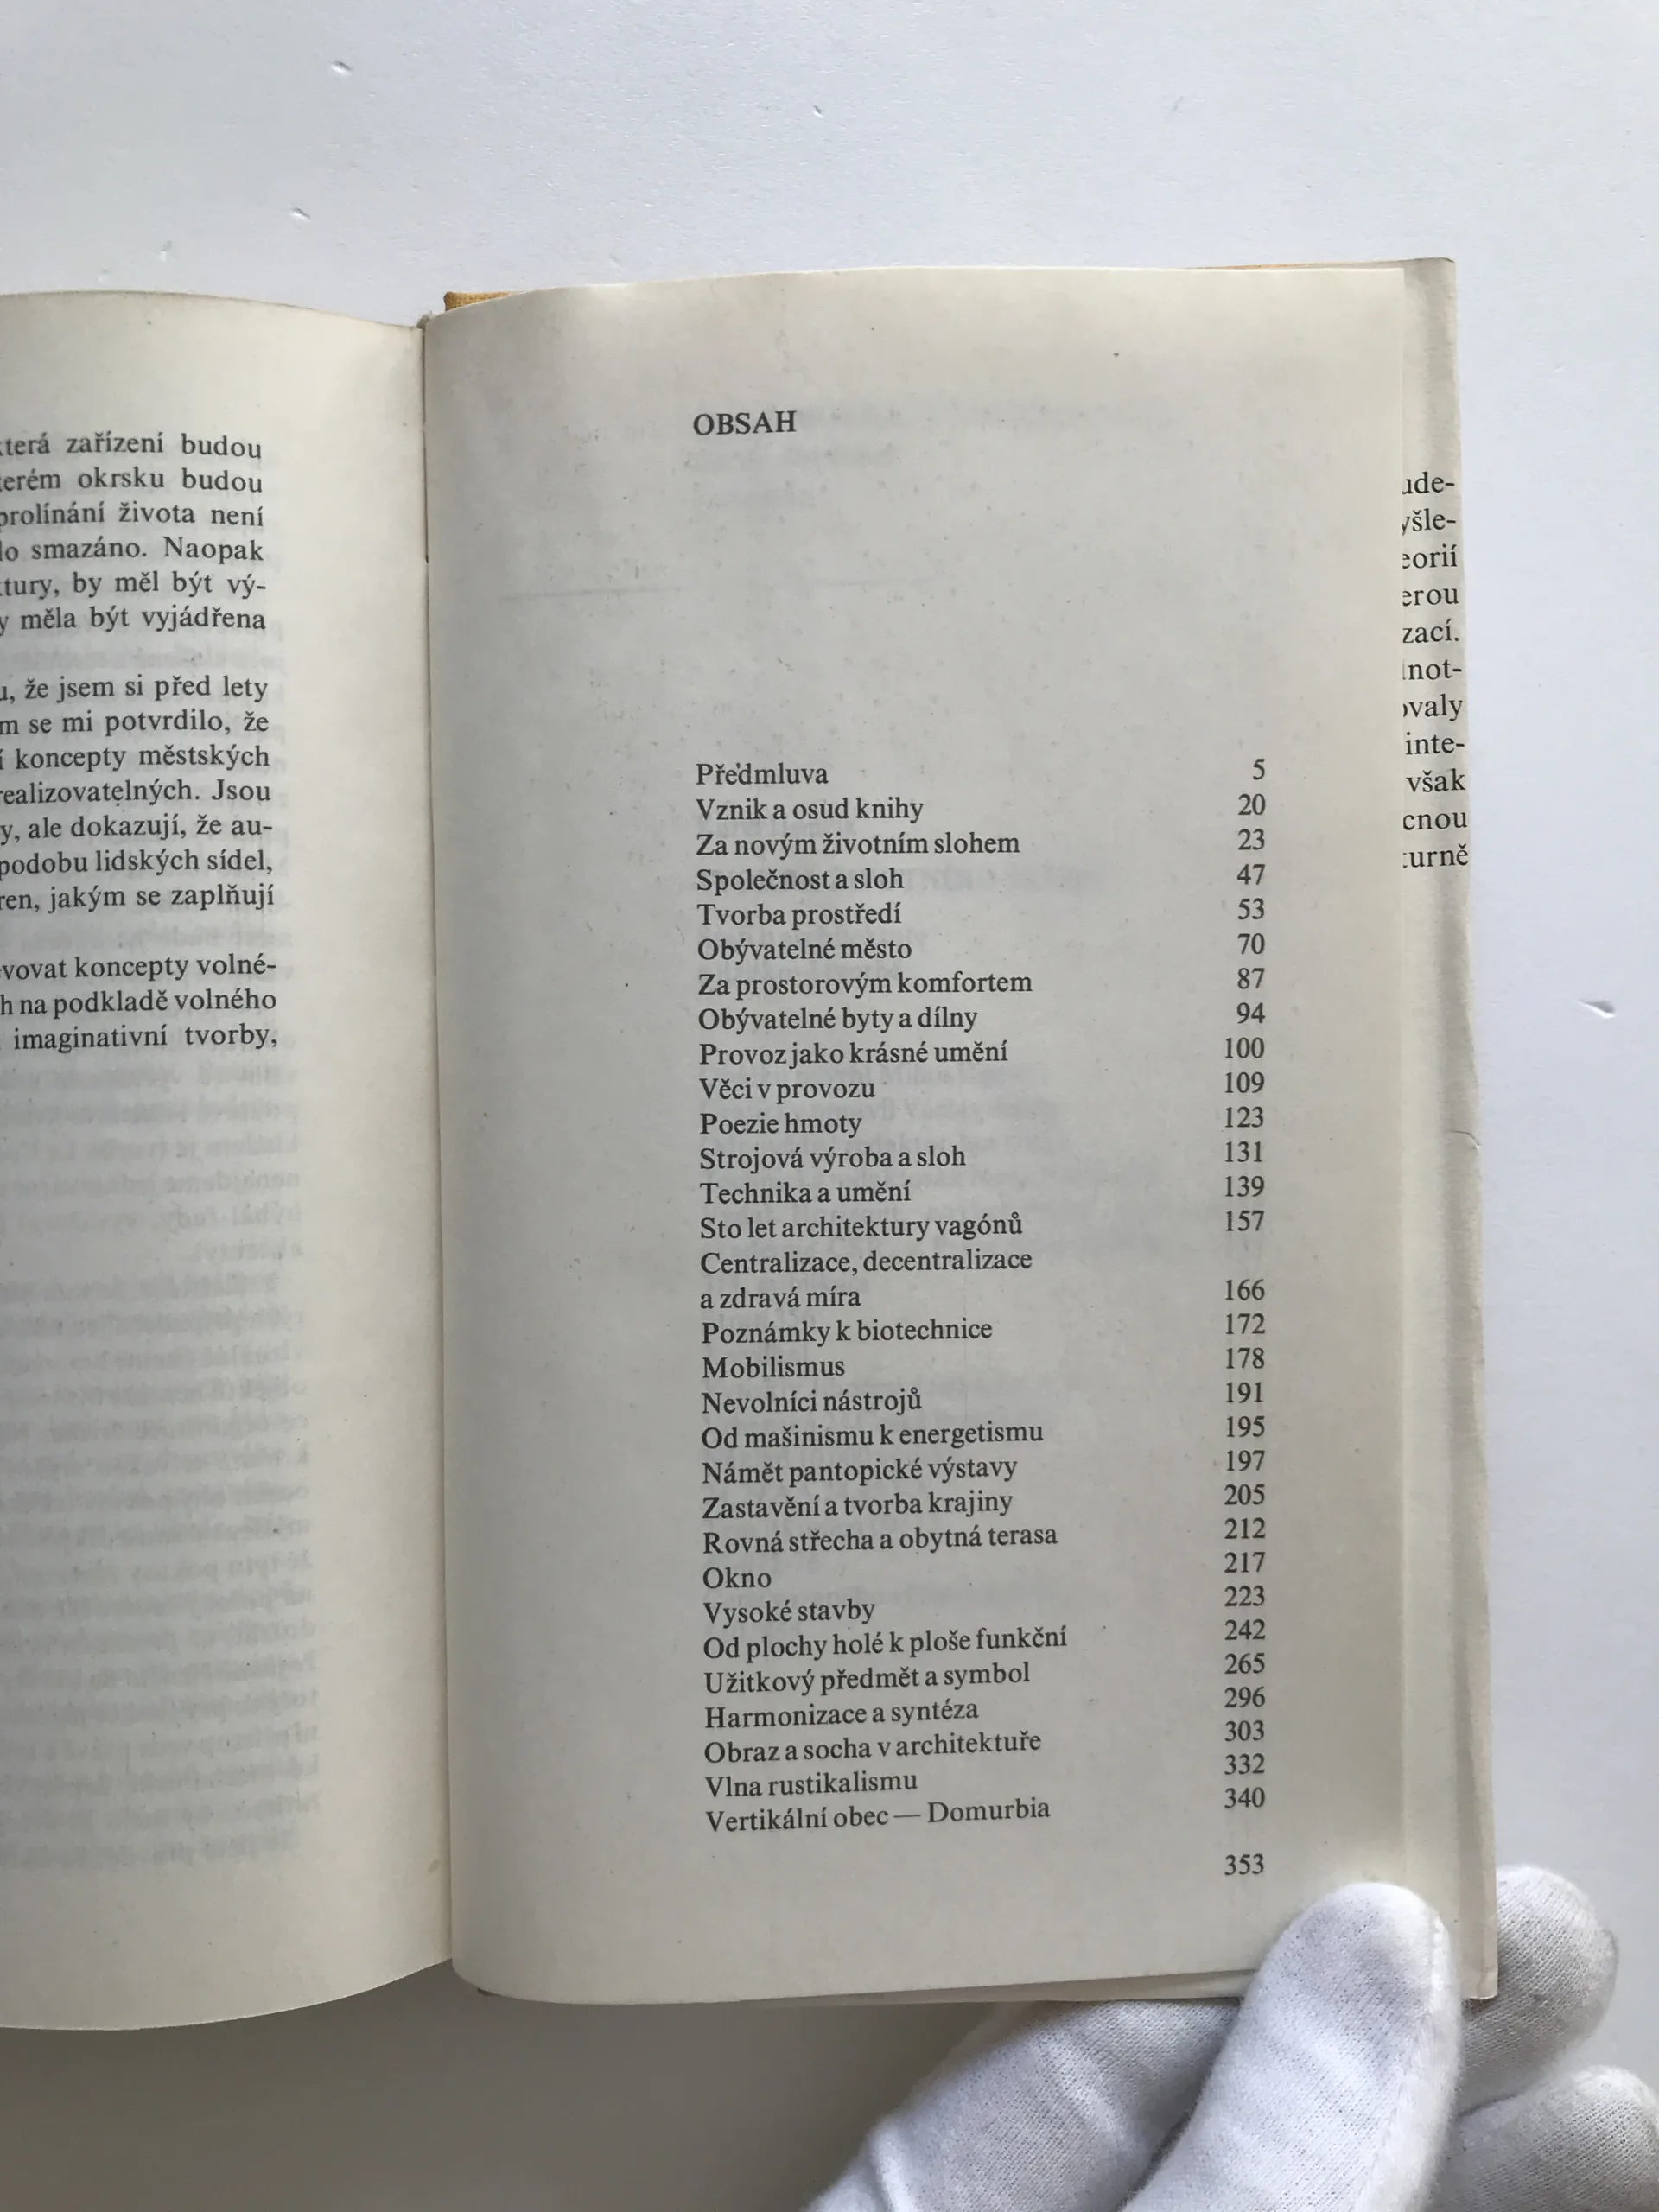 zařízení budou
okrsku budou
prolínání života není
smazáno. Naopak
by měl být vý-
měla být vyjádřena
že jsem si před lety
se mi potvrdilo, že
koncepty městských
realizovatelných. Jsou
ale dokazují, že au-
podobu lidských sídel,
jakým se zaplňují
koncepty volné-
na podkladě volného
imaginativní tvorby,
OBSAH
Předmluva 5
Vznik a osud knihy 20
Za novým životním slohem 23
Společnost a sloh 47
Tvorba prostředí 53
Obývatelné město 70
Za prostorovým komfortem 87
Obývatelné byty a dílny 94
Provoz jako krásné umění 100
Věci v provozu 109
Poezie hmoty 123
Strojová výroba a sloh 131
Technika a umění 139
Sto let architektury vagónů 157
Centralizace, decentralizace
a zdravá míra 166
Poznámky k biotechnice 172
Mobilismus 178
Nevolníci nástrojů 191
Od mašinismu k energetismu 195
Námět pantopické výstavy 197
Zastavění a tvorba krajiny 205
Rovná střecha a obytná terasa 212
Okno 217
Vysoké stavby 223
Od plochy holé k ploše funkční 242
Užitkový předmět a symbol 265
Harmonizace a syntéza 296
Obraz a socha v architektuře 303
Vlna rustikalismu 332
Vertikální obec — Domurbia 340
353
inte-
však